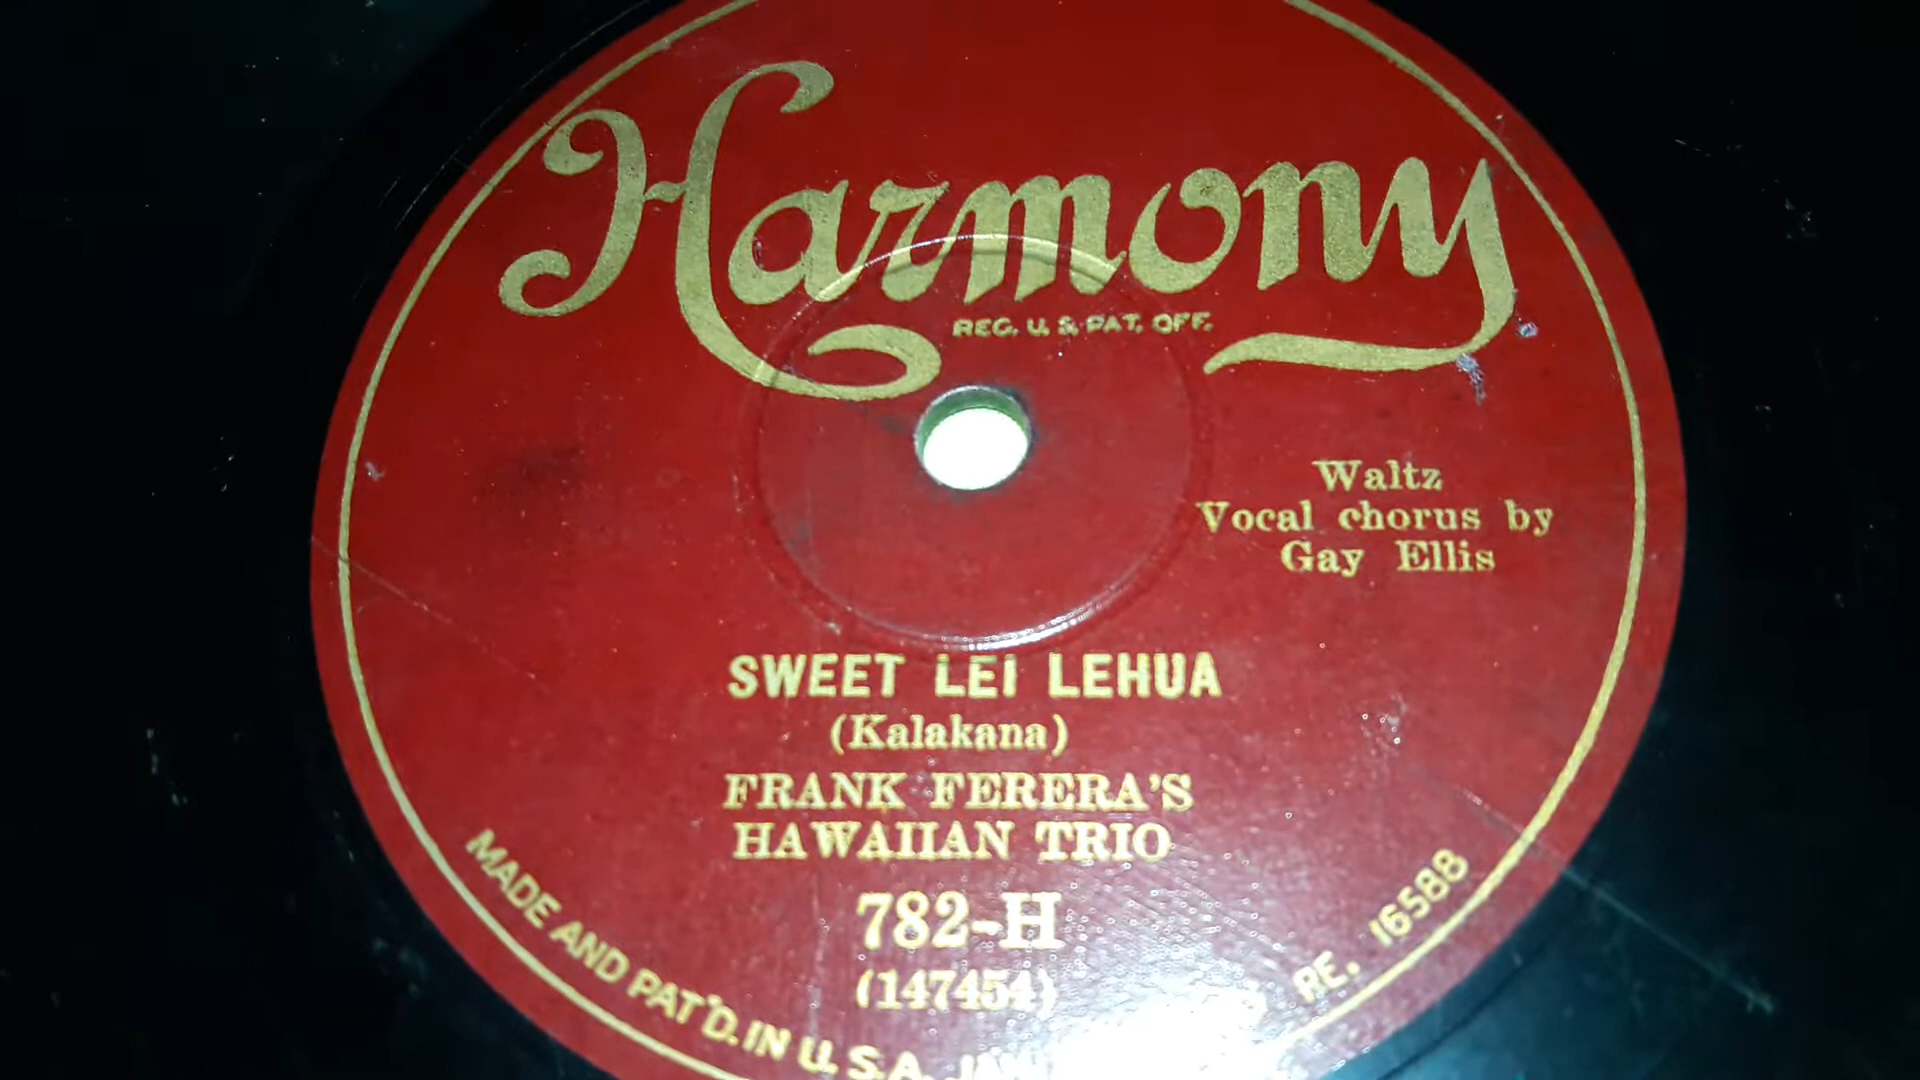 Harmony
REG. U. S. PAT. OFF.
Waltz
Vocal chorus by
Gay Ellis
SWEET LEI LEHUA
(Kalakana)
FRANK FERERA'S
HAWAIIAN TRIO
782-H
(147454)
MADE AND PAT'D. IN U.S.A. RE. 16588